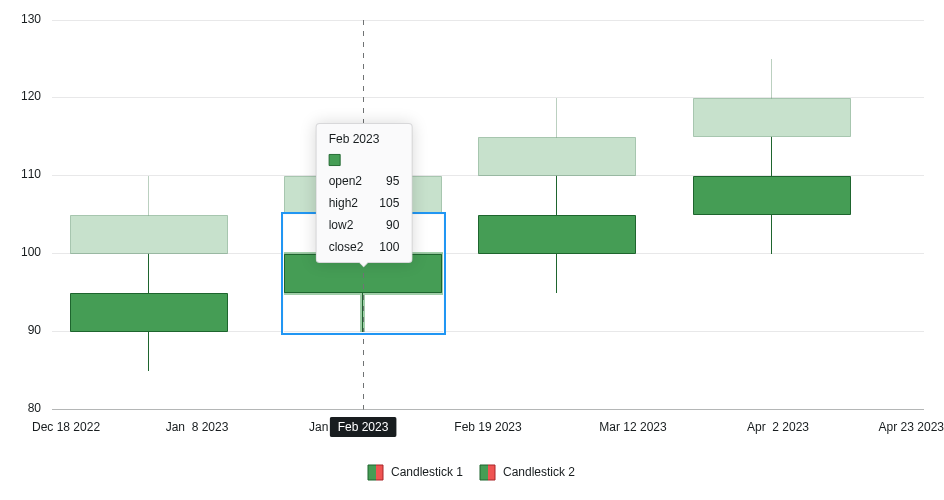 130
120
110
100
90
80
Feb 2023
open2 95
high2 105
low2 90
close2 100
Dec 18 2022 Jan 8 2023 Jan Feb 2023 Feb 19 2023 Mar 12 2023 Apr 2 2023 Apr 23 2023
Candlestick 1 Candlestick 2